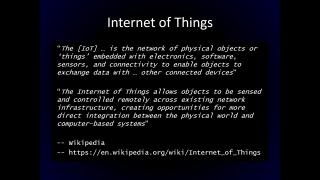 Internet of Things
"The [IoT] … is the network of physical objects or
'things' embedded with electronics, software,
sensors, and connectivity to enable objects to
exchange data with … other connected devices"
"The Internet of Things allows objects to be sensed
and controlled remotely across existing network
infrastructure, creating opportunities for more
direct integration between the physical world and
computer-based systems"
-- Wikipedia
-- https://en.wikipedia.org/wiki/Internet_of_Things